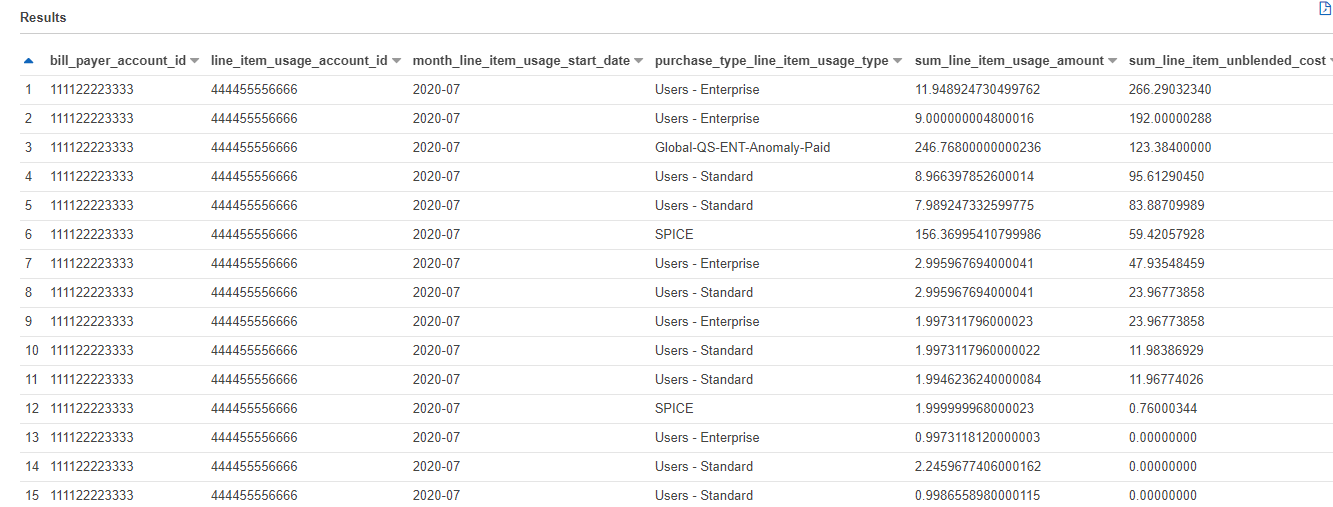 Results
bill_payer_account_id line_item_usage_account_id month_line_item_usage_start_date purchase_type_line_item_usage_type sum_line_item_usage_amount sum_line_item_unblended_cost
1 111122223333 444455556666 2020-07 Users - Enterprise 11.948924730499762 266.29032340
2 111122223333 444455556666 2020-07 Users - Enterprise 9.000000004800016 192.00000288
3 111122223333 444455556666 2020-07 Global-QS-ENT-Anomaly-Paid 246.76800000000236 123.38400000
4 111122223333 444455556666 2020-07 Users - Standard 8.966397852600014 95.61290450
5 111122223333 444455556666 2020-07 Users - Standard 7.989247332599775 83.88709989
6 111122223333 444455556666 2020-07 SPICE 156.36995410799986 59.42057928
7 111122223333 444455556666 2020-07 Users - Enterprise 2.995967694000041 47.93548459
8 111122223333 444455556666 2020-07 Users - Standard 2.995967694000041 23.96773858
9 111122223333 444455556666 2020-07 Users - Enterprise 1.997311796000023 23.96773858
10 111122223333 444455556666 2020-07 Users - Standard 1.9973117960000022 11.98386929
11 111122223333 444455556666 2020-07 Users - Standard 1.9946236240000084 11.96774026
12 111122223333 444455556666 2020-07 SPICE 1.999999968000023 0.76000344
13 111122223333 444455556666 2020-07 Users - Enterprise 0.9973118120000003 0.00000000
14 111122223333 444455556666 2020-07 Users - Standard 2.2459677406000162 0.00000000
15 111122223333 444455556666 2020-07 Users - Standard 0.9986558980000115 0.00000000